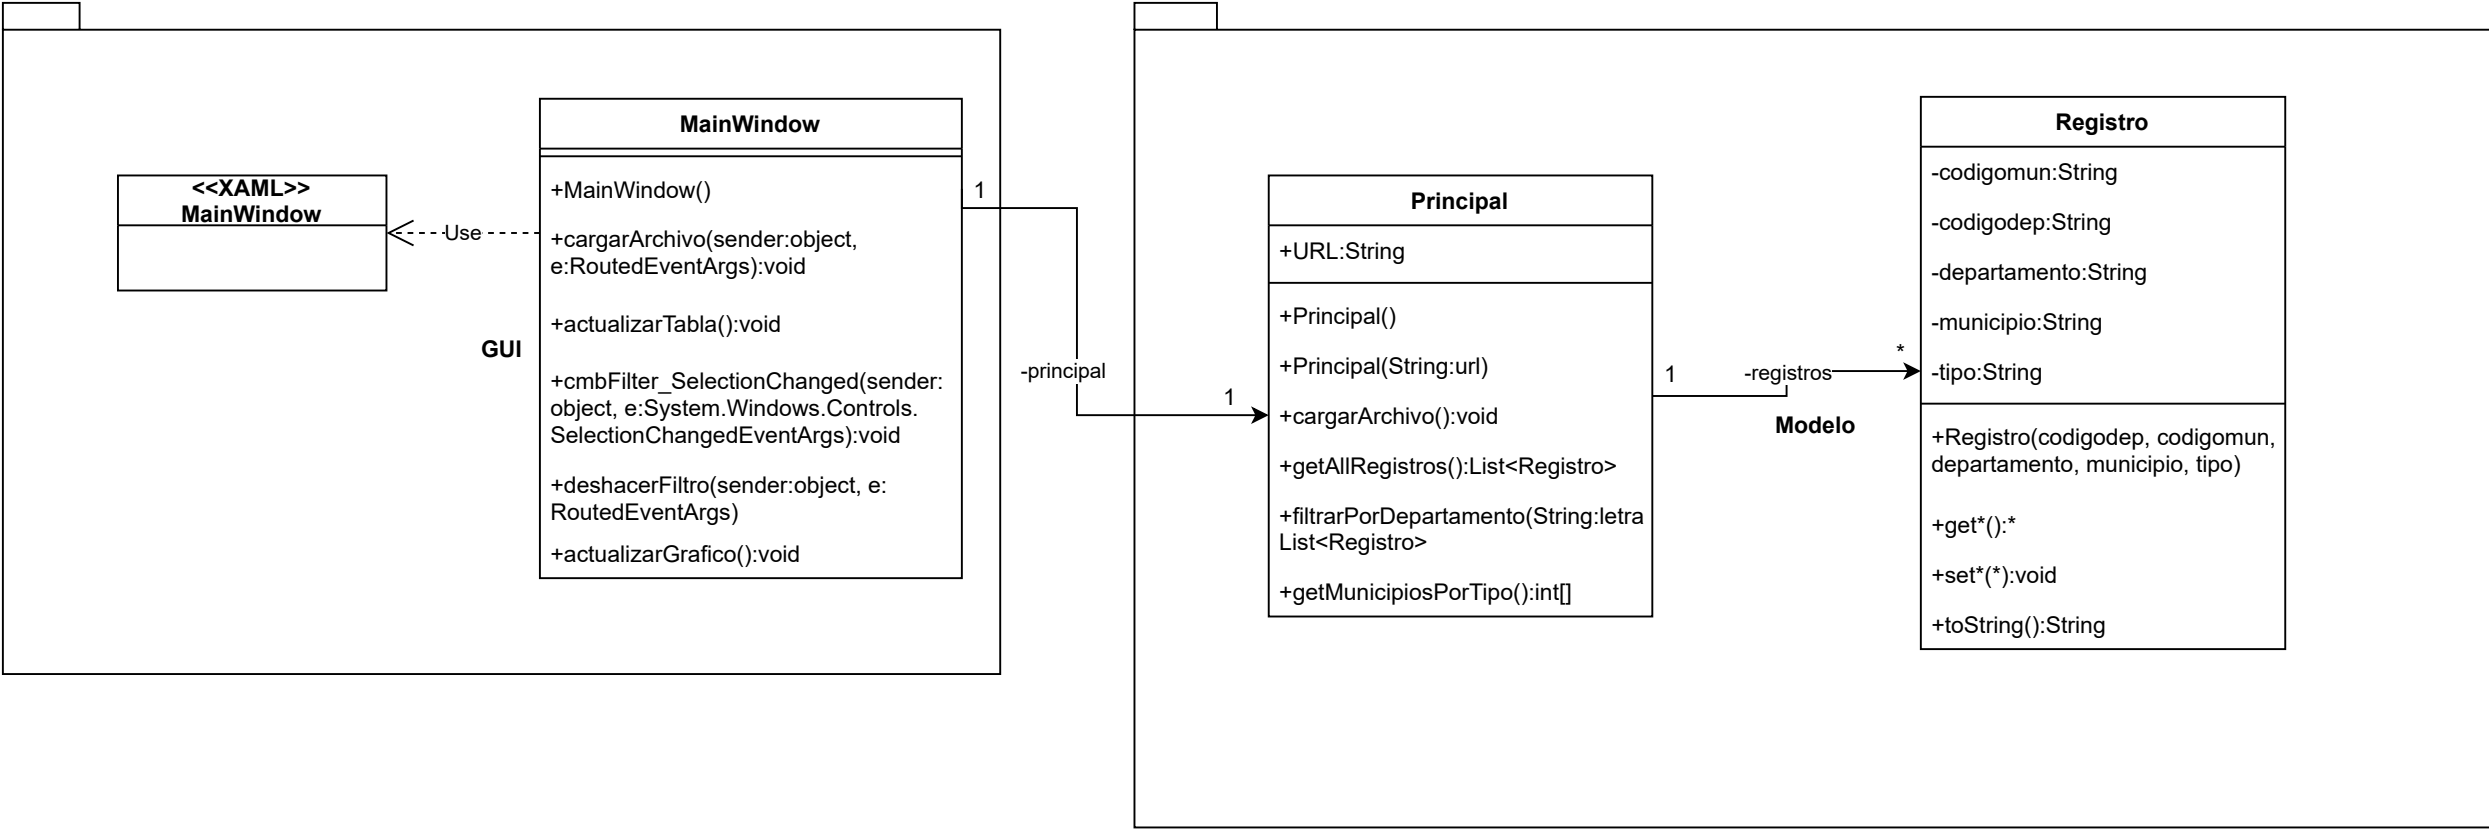 <<XAML>>
MainWindow
Use
GUI
MainWindow
+MainWindow()
+cargarArchivo(sender:object,
e:RoutedEventArgs):void
+actualizarTabla():void
+cmbFilter_SelectionChanged(sender:
object, e:System.Windows.Controls.
SelectionChangedEventArgs):void
+deshacerFiltro(sender:object, e:
RoutedEventArgs)
+actualizarGrafico():void
1
-principal
1
Principal
+URL:String
+Principal()
+Principal(String:url)
+cargarArchivo():void
+getAllRegistros():List<Registro>
+filtrarPorDepartamento(String:letra
List<Registro>
+getMunicipiosPorTipo():int[]
1
-registros
*
Modelo
Registro
-codigomun:String
-codigodep:String
-departamento:String
-municipio:String
-tipo:String
+Registro(codigodep, codigomun,
departamento, municipio, tipo)
+get*():*
+set*(*):void
+toString():String